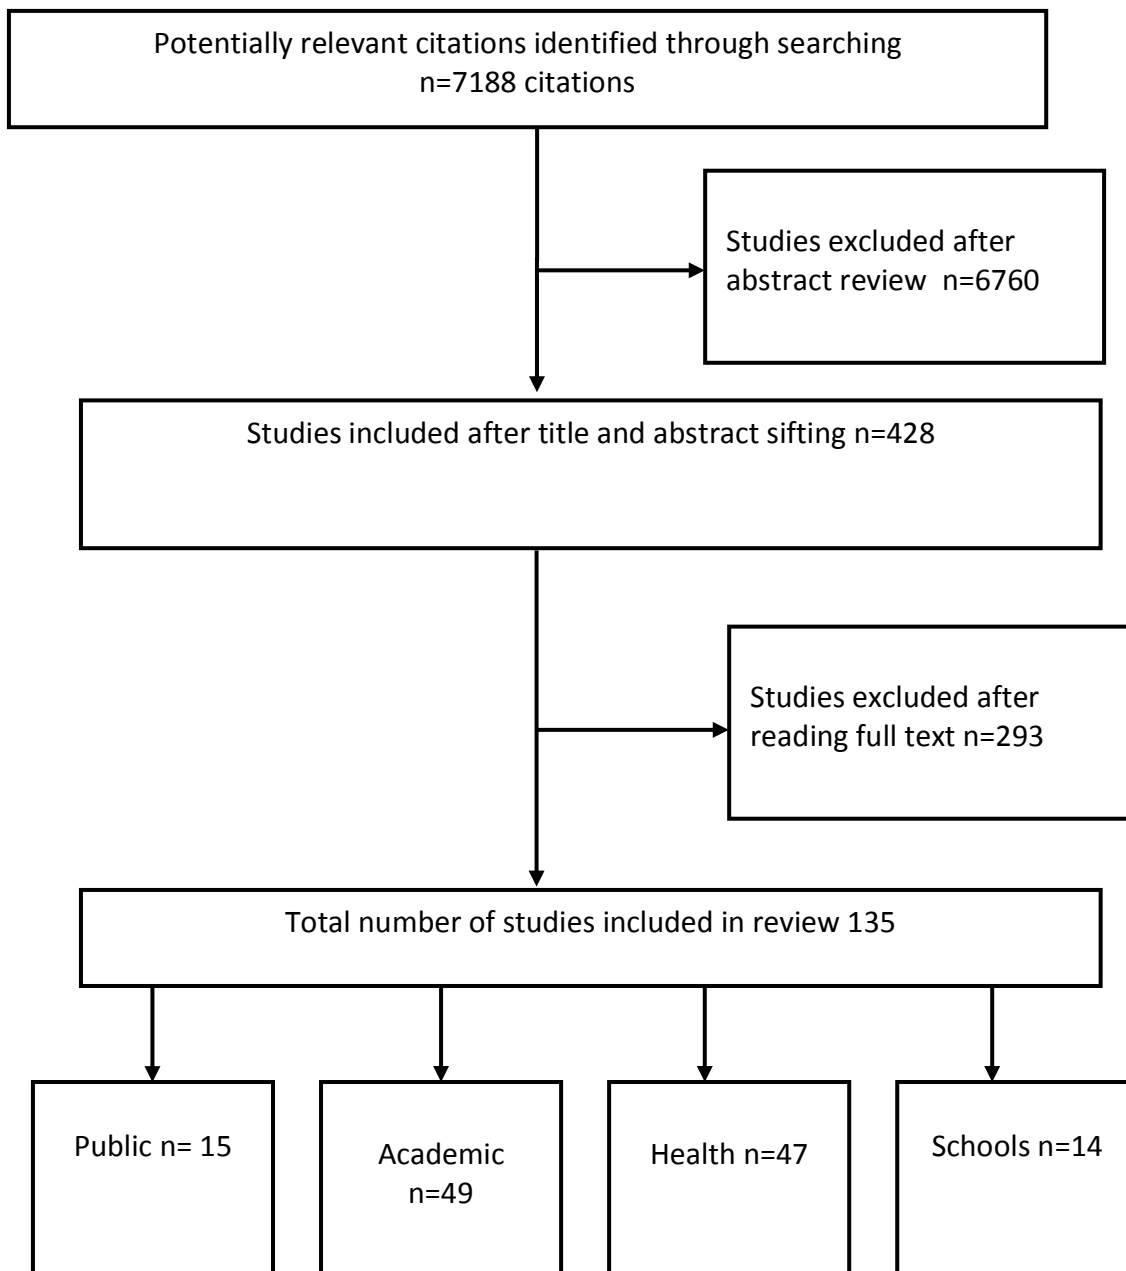 Potentially relevant citations identified through searching
n=7188 citations
Studies excluded after
abstract review  n=6760
Studies included after title and abstract sifting n=428
Studies excluded after
reading full text n=293
Total number of studies included in review 135
Public n= 15
Academic
n=49
Health n=47
Schools n=14